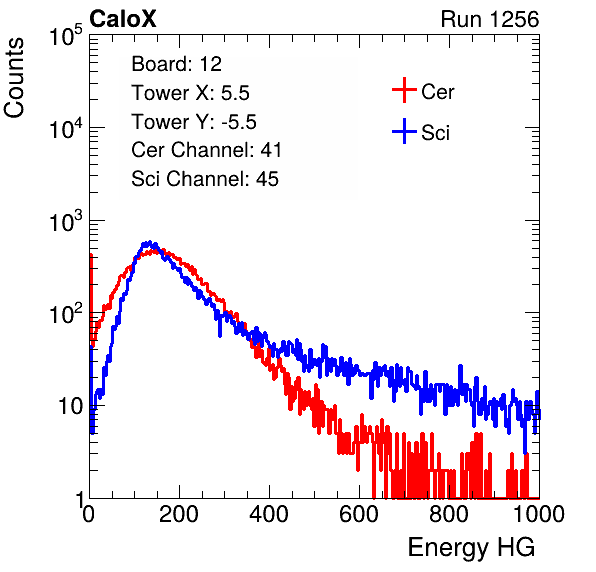 CaloX Run 1256
Counts
10^5
10^4
10^3
10^2
10
1
Board: 12
Tower X: 5.5
Tower Y: -5.5
Cer Channel: 41
Sci Channel: 45
Cer
Sci
0 200 400 600 800 1000
Energy HG